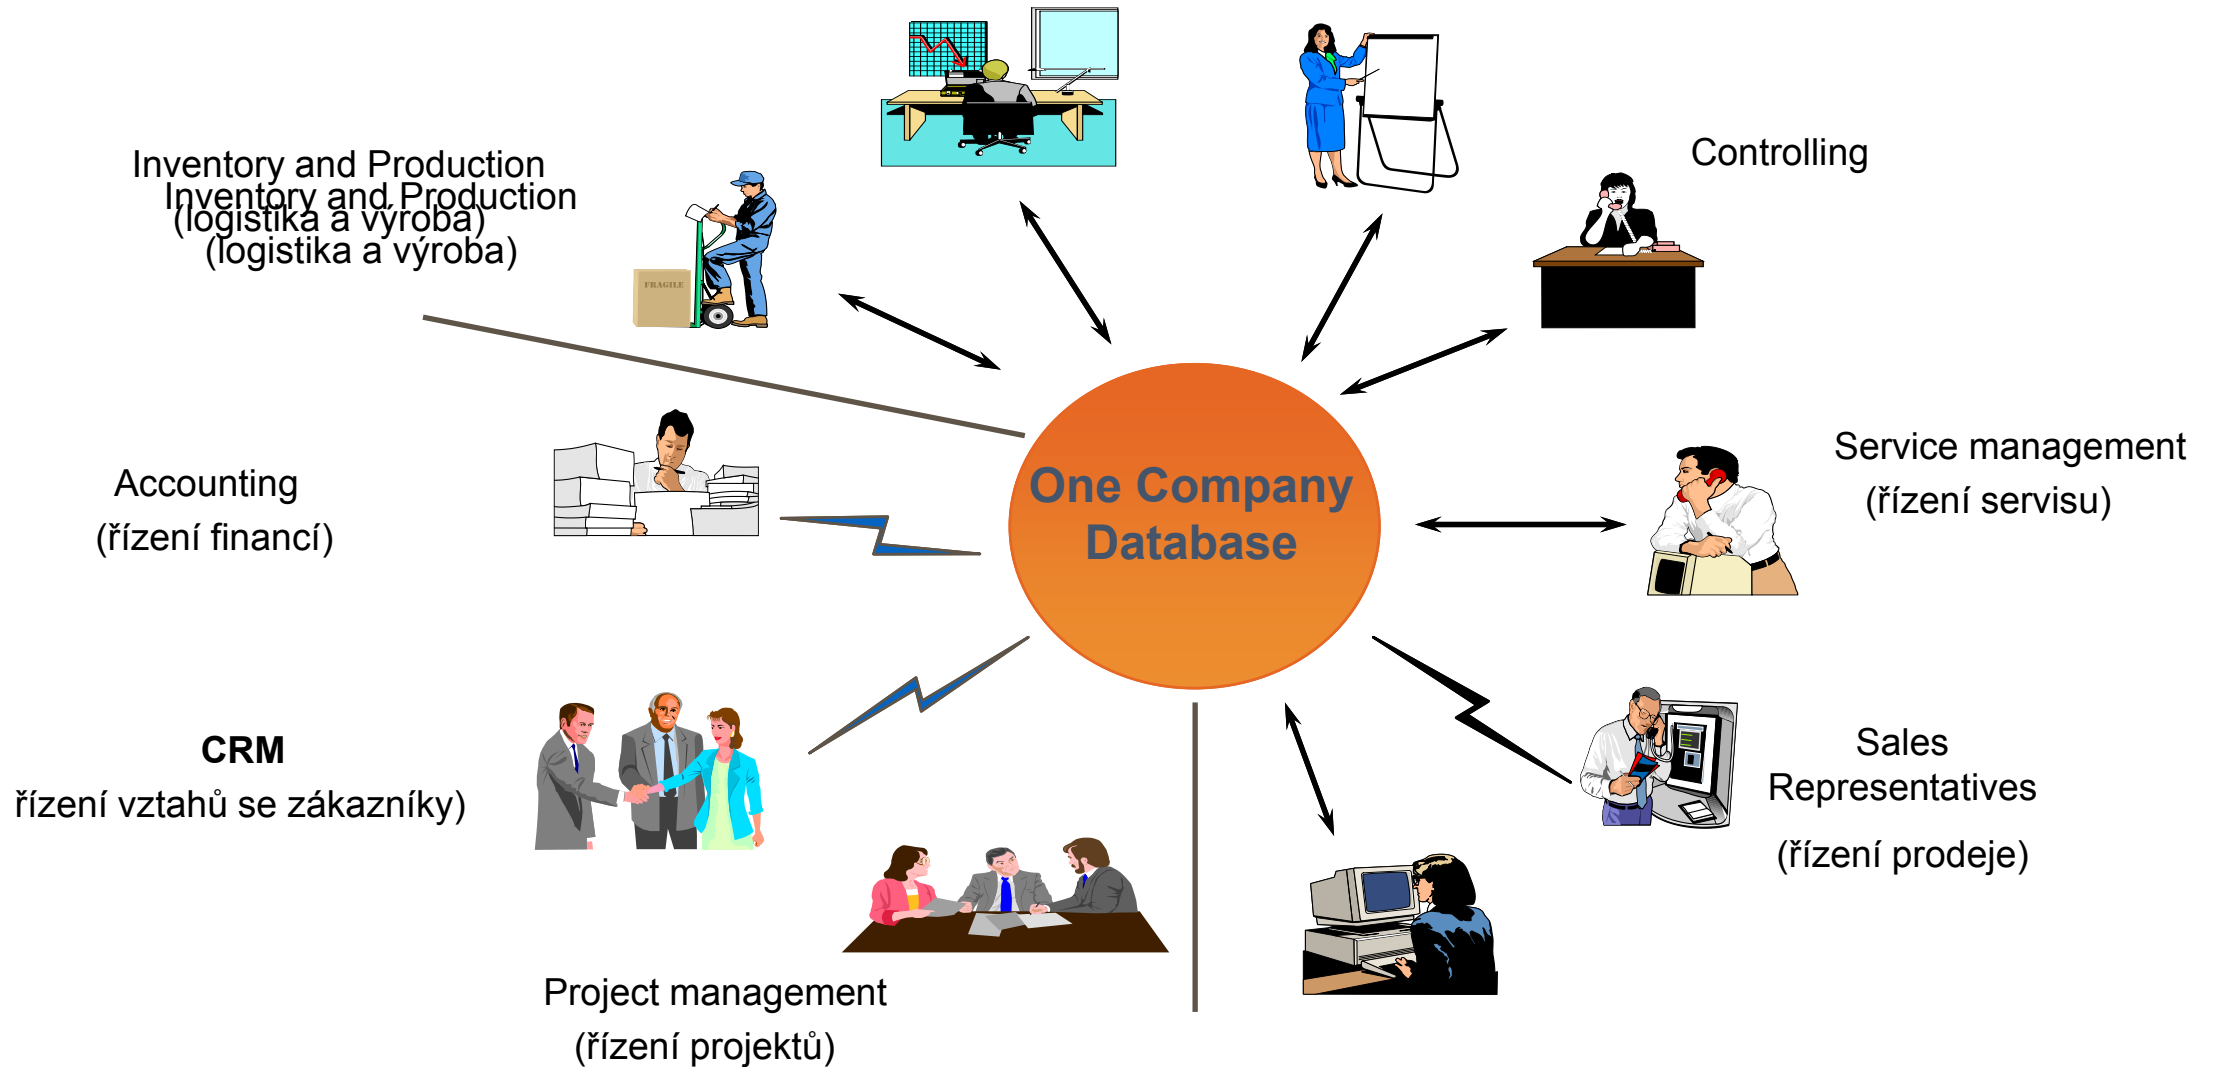 Inventory and Production
(logistika a výroba)
Inventory and Production
(logistika a výroba)
FRAGILE
Controlling
Accounting
(řízení financí)
One Company
Database
Service management
(řízení servisu)
CRM
řízení vztahů se zákazníky)
Sales
Representatives
(řízení prodeje)
Project management
(řízení projektů)